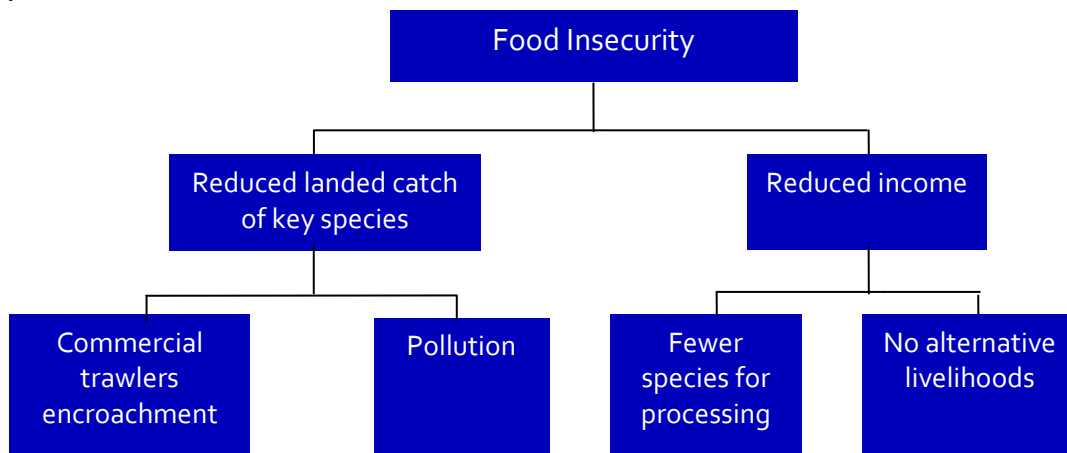 Food Insecurity
Reduced landed catch
of key species
Reduced income
Commercial
trawlers
encroachment
Pollution
Fewer
species for
processing
No alternative
livelihoods